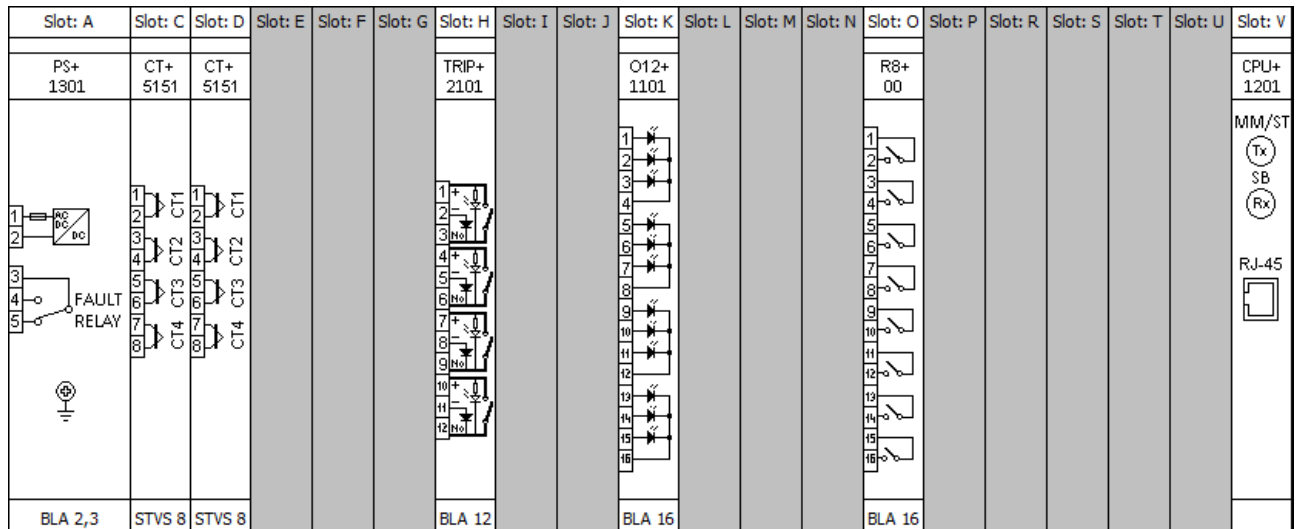 Slot: A Slot: C Slot: D Slot: E Slot: F Slot: G Slot: H Slot: I Slot: J Slot: K Slot: L Slot: M Slot: N Slot: O Slot: P Slot: R Slot: S Slot: T Slot: U Slot: V
PS+ CT+ CT+ TRIP+ O12+ R8+ CPU+
1301 5151 5151 2101 1101 00 1201
1
2
AC
DC
DC
3
4
5
FAULT
RELAY
1
2
CT1
3
4
CT2
5
6
CT3
7
8
CT4
1
2
CT1
3
4
CT2
5
6
CT3
7
8
CT4
1 +
2 -
3 No
4 +
5 -
6 No
7 +
8 -
9 No
10 +
11 -
12 No
1
2
3
4
5
6
7
8
9
10
11
12
13
14
15
16
1
2
3
4
5
6
7
8
9
10
11
12
13
14
15
16
MM/ST
Tx
SB
Rx
RJ-45
BLA 2,3 STVS 8 STVS 8 BLA 12 BLA 16 BLA 16